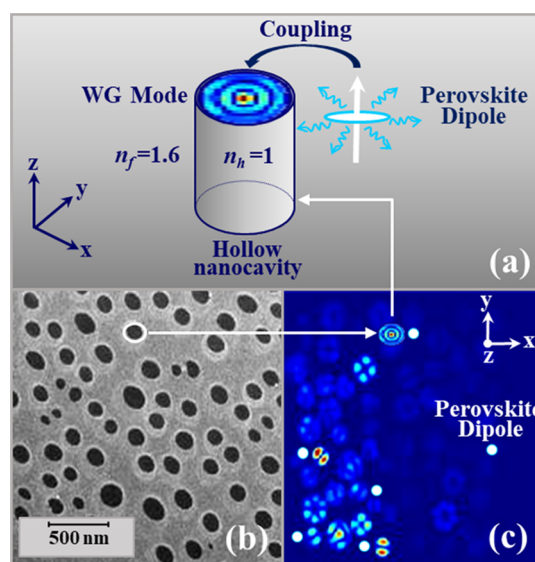 Coupling
WG Mode
Perovskite
Dipole
n_f=1.6
n_h=1
z
y
x
Hollow
nanocavity
(a)
500 nm
(b)
y
x
z
Perovskite
Dipole
(c)